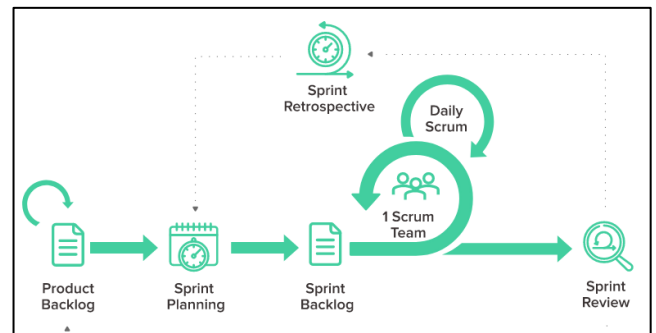 Sprint
Retrospective
Daily
Scrum
1 Scrum
Team
Product
Backlog
Sprint
Planning
Sprint
Backlog
Sprint
Review